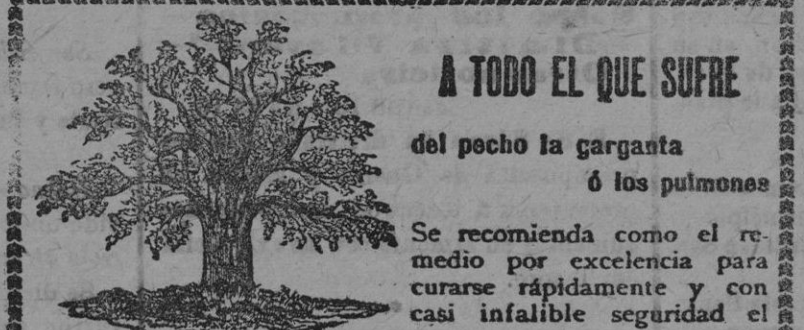 A TODO EL QUE SUFRE
del pecho la garganta
ó los pulmones
Se recomienda como el re-
medio por excelencia para
curarse rápidamente y con
casi infalible seguridad el